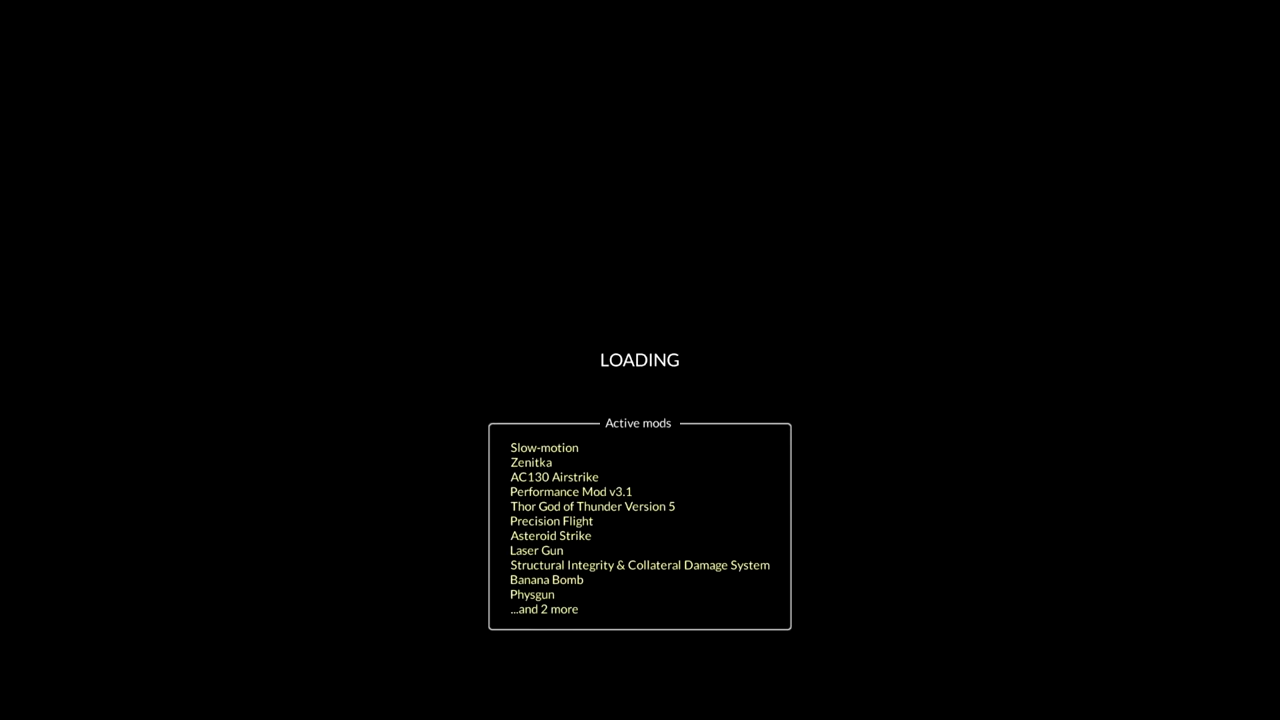 LOADING
Active mods
Slow-motion
Zenitka
AC130 Airstrike
Performance Mod v3.1
Thor God of Thunder Version 5
Precision Flight
Asteroid Strike
Laser Gun
Structural Integrity & Collateral Damage System
Banana Bomb
Physgun
...and 2 more